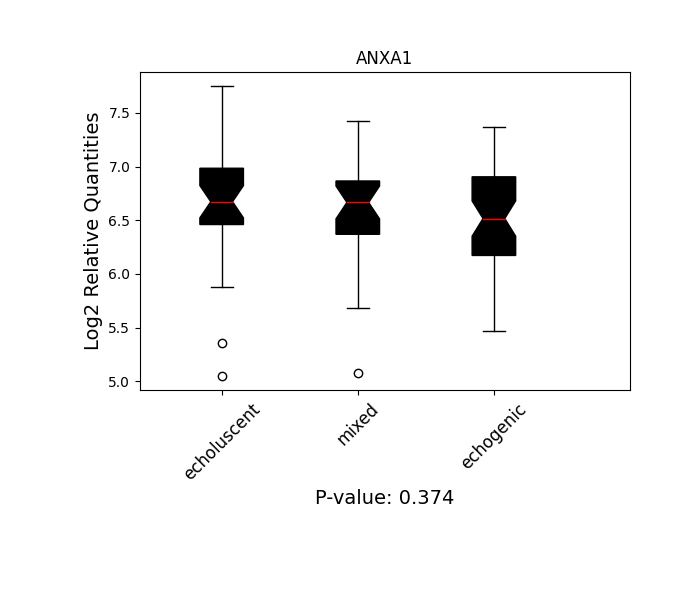 ANXA1
Log2 Relative Quantities
7.5
7.0
6.5
6.0
5.5
5.0
echoluscent
mixed
echogenic
P-value: 0.374